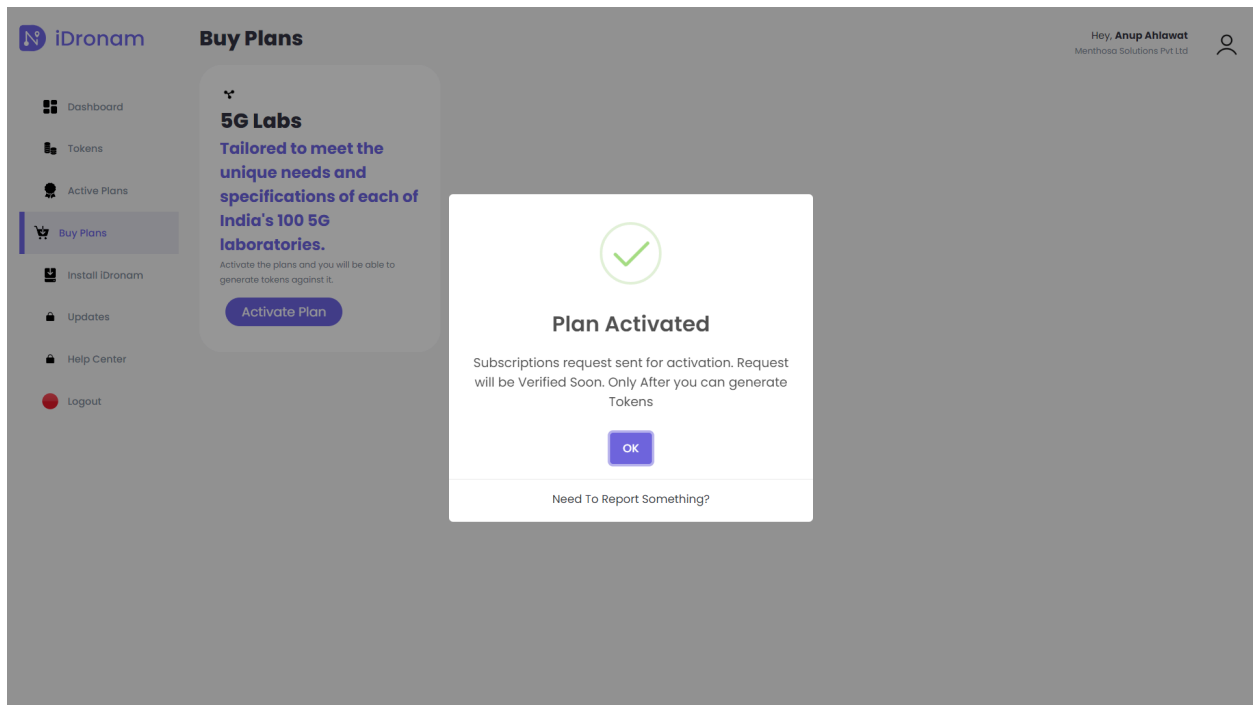 iDronam
Buy Plans
Hey, Anup Ahlawat
Menthosa Solutions Pvt Ltd
Dashboard
Tokens
Active Plans
Buy Plans
Install iDronam
Updates
Help Center
Logout
5G Labs
Tailored to meet the
unique needs and
specifications of each of
India's 100 5G
laboratories.
Activate the plans and you will be able to
generate tokens against it.
Activate Plan
Plan Activated
Subscriptions request sent for activation. Request
will be Verified Soon. Only After you can generate
Tokens
OK
Need To Report Something?